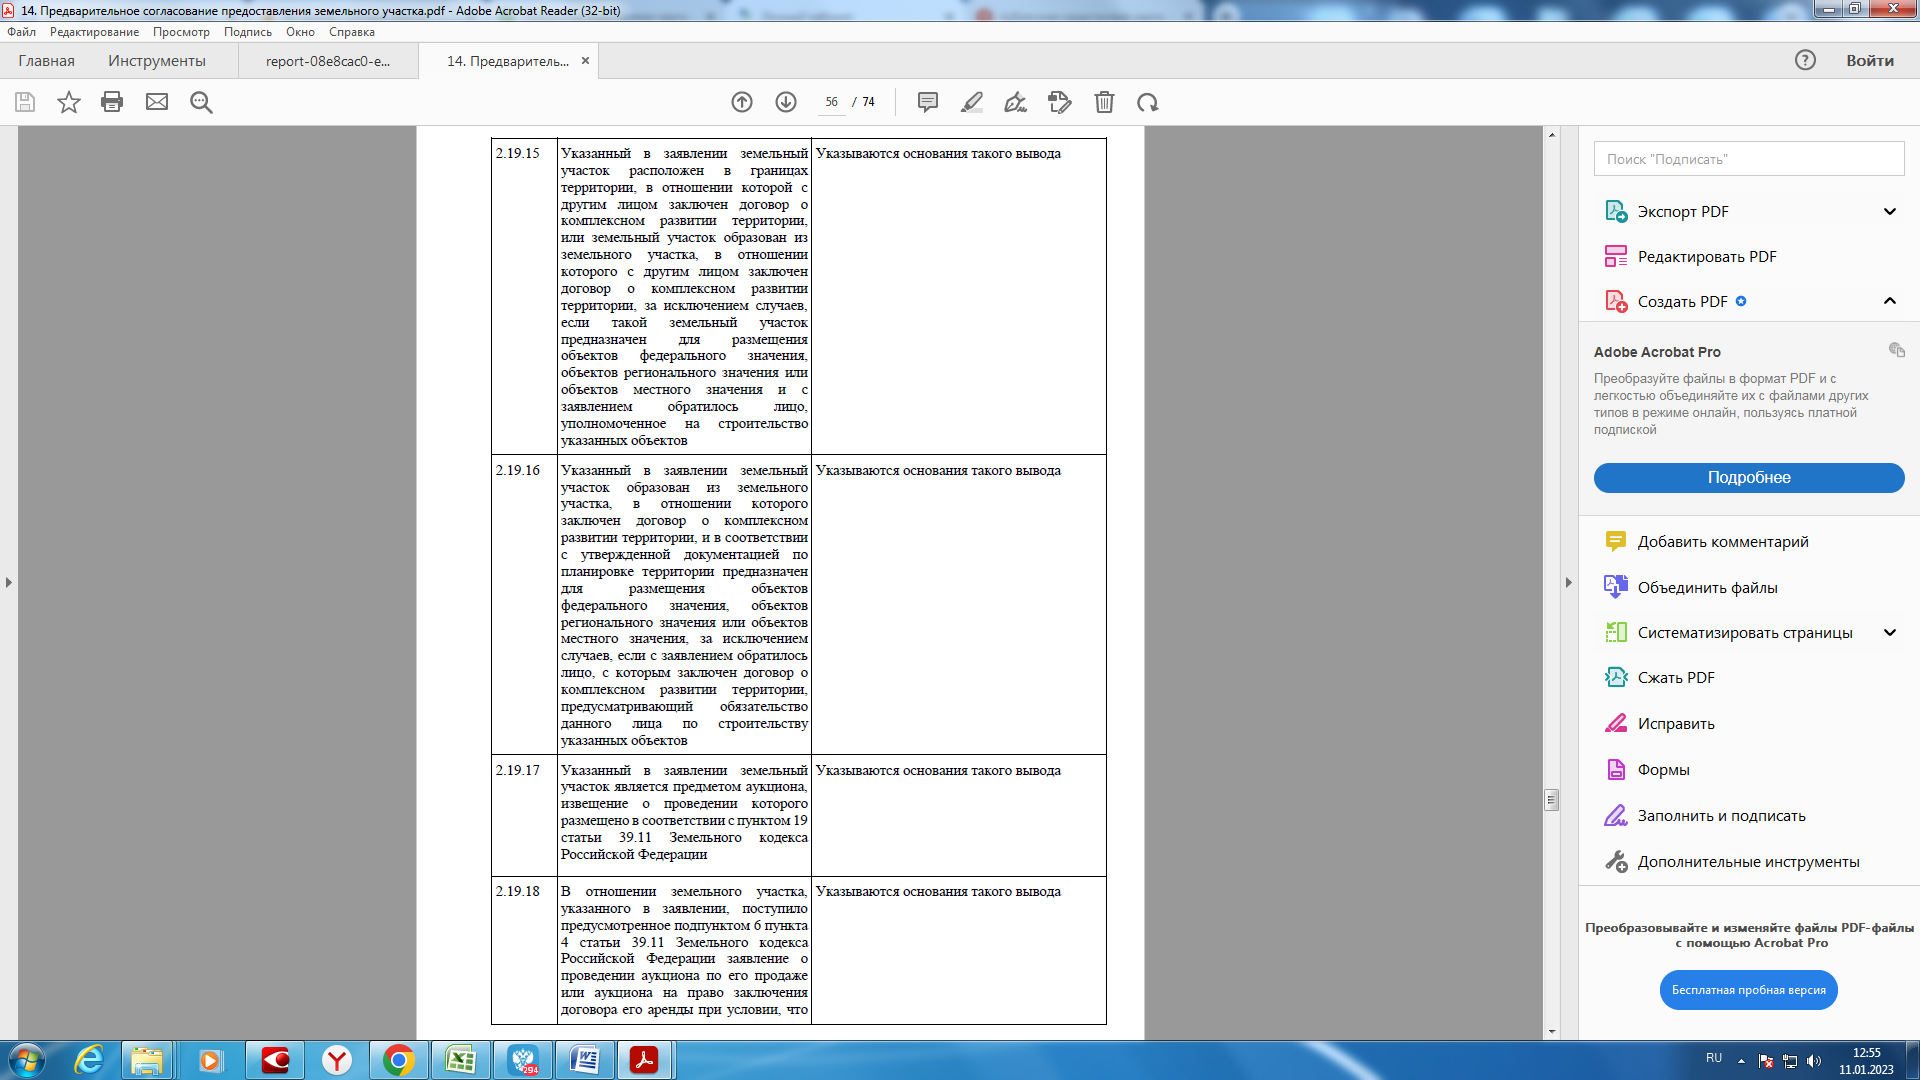 14. Предварительное согласование предоставления земельного участка.pdf - Adobe Acrobat Reader (32-bit)
Файл Редактирование Просмотр Подпись Окно Справка
Главная Инструменты report-08e8cac0-e... 14. Предваритель... × Войти
56 / 74
2.19.15 Указанный в заявлении земельный Указываются основания такого вывода
участок расположен в границах
территории, в отношении которой с
другим лицом заключен договор о
комплексном развитии территории,
или земельный участок образован из
земельного участка, в отношении
которого с другим лицом заключен
договор о комплексном развитии
территории, за исключением случаев,
если такой земельный участок
предназначен для размещения
объектов федерального значения,
объектов регионального значения или
объектов местного значения и с
заявлением обратилось лицо,
уполномоченное на строительство
указанных объектов
2.19.16 Указанный в заявлении земельный Указываются основания такого вывода
участок образован из земельного
участка, в отношении которого
заключен договор о комплексном
развитии территории, и в соответствии
с утвержденной документацией по
планировке территории предназначен
для размещения объектов
федерального значения, объектов
регионального значения или объектов
местного значения, за исключением
случаев, если с заявлением обратилось
лицо, с которым заключен договор о
комплексном развитии территории,
предусматривающий обязательство
данного лица по строительству
указанных объектов
2.19.17 Указанный в заявлении земельный Указываются основания такого вывода
участок является предметом аукциона,
извещение о проведении которого
размещено в соответствии с пунктом 19
статьи 39.11 Земельного кодекса
Российской Федерации
2.19.18 В отношении земельного участка, Указываются основания такого вывода
указанного в заявлении, поступило
предусмотренное подпунктом 6 пункта
4 статьи 39.11 Земельного кодекса
Российской Федерации заявление о
проведении аукциона по его продаже
или аукциона на право заключения
договора его аренды при условии, что
Поиск "Подписать"
Экспорт PDF
Редактировать PDF
Создать PDF
Adobe Acrobat Pro
Преобразуйте файлы в формат PDF и с
легкостью объединяйте их с файлами других
типов в режиме онлайн, пользуясь платной
подпиской
Подробнее
Добавить комментарий
Объединить файлы
Систематизировать страницы
Сжать PDF
Исправить
Формы
Заполнить и подписать
Дополнительные инструменты
Преобразовывайте и изменяйте файлы PDF-файлы
с помощью Acrobat Pro
Бесплатная пробная версия
294
RU
12:55
11.01.2023